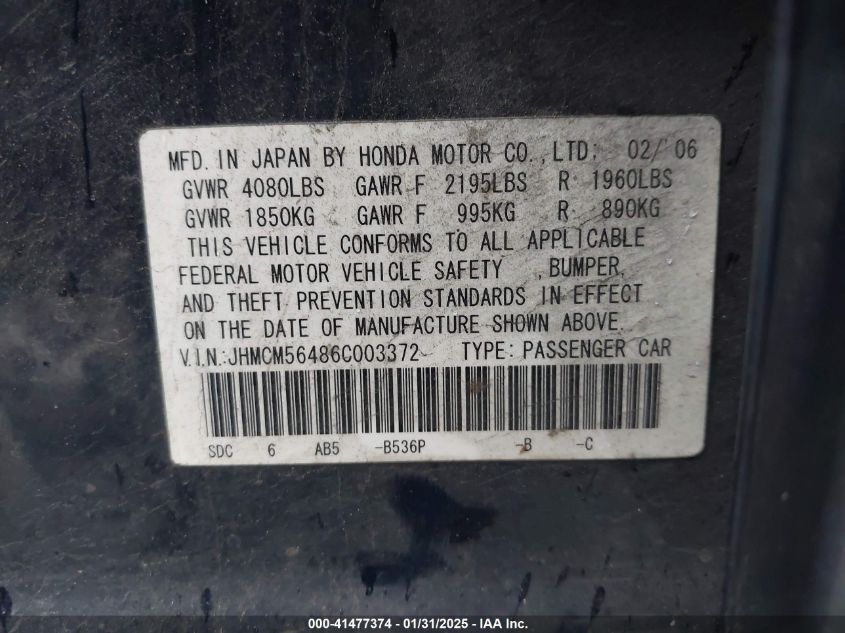 MFD. IN JAPAN BY HONDA MOTOR CO., LTD. 02/ 06
GVWR 4080LBS GAWR F 2195LBS R 1960LBS
GVWR 1850KG GAWR F 995KG R 890KG
THIS VEHICLE CONFORMS TO ALL APPLICABLE
FEDERAL MOTOR VEHICLE SAFETY , BUMPER,
AND THEFT PREVENTION STANDARDS IN EFFECT
ON THE DATE OF MANUFACTURE SHOWN ABOVE.
V.I.N.:JHMCM56486C003372 TYPE: PASSENGER CAR
SDC 6 AB5 -B536P -B -C
000-41477374 - 01/31/2025 - IAA Inc.